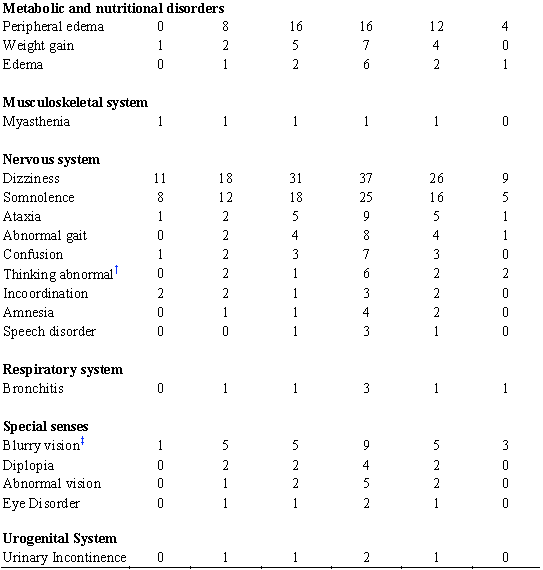 Metabolic and nutritional disorders
Peripheral edema 0 8 16 16 12 4
Weight gain 1 2 5 7 4 0
Edema 0 1 2 6 2 1
Musculoskeletal system
Myasthenia 1 1 1 1 1 0
Nervous system
Dizziness 11 18 31 37 26 9
Somnolence 8 12 18 25 16 5
Ataxia 1 2 5 9 5 1
Abnormal gait 0 2 4 8 4 1
Confusion 1 2 3 7 3 0
Thinking abnormal† 0 2 1 6 2 2
Incoordination 2 2 1 3 2 0
Amnesia 0 1 1 4 2 0
Speech disorder 0 0 1 3 1 0
Respiratory system
Bronchitis 0 1 1 3 1 1
Special senses
Blurry vision‡ 1 5 5 9 5 3
Diplopia 0 2 2 4 2 0
Abnormal vision 0 1 2 5 2 0
Eye Disorder 0 1 1 2 1 0
Urogenital System
Urinary Incontinence 0 1 1 2 1 0